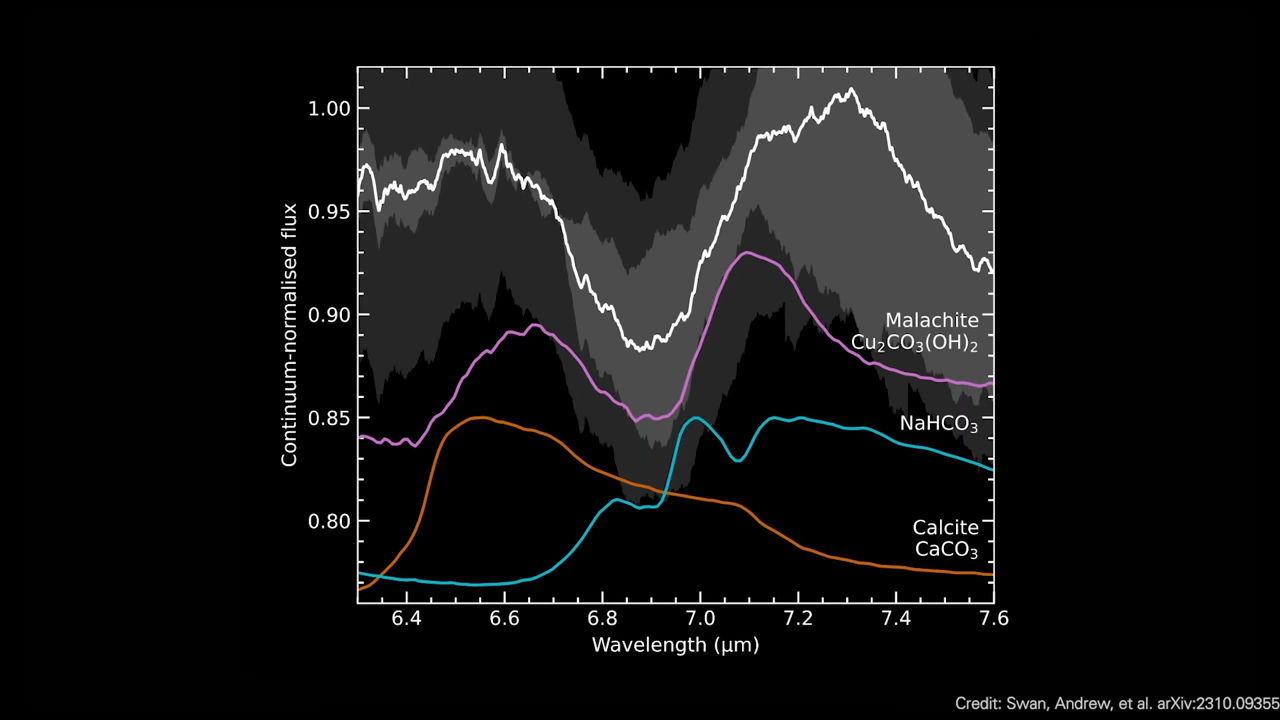 1.00
0.95
0.90
0.85
0.80
Continuum-normalised flux
Malachite
Cu₂CO₃(OH)₂
NaHCO₃
Calcite
CaCO₃
6.4 6.6 6.8 7.0 7.2 7.4 7.6
Wavelength (μm)
Credit: Swan, Andrew, et al. arXiv:2310.09355